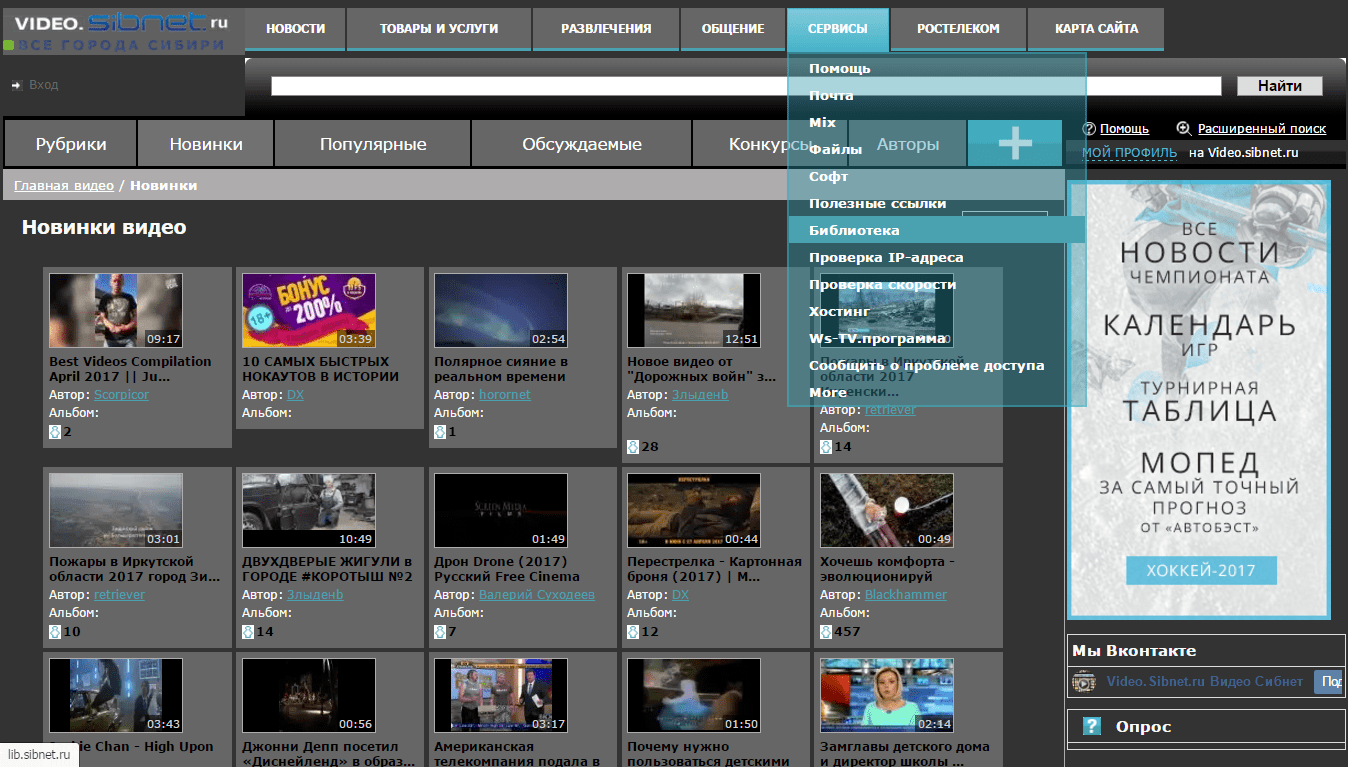 VIDEO.sibnet.ru
ВСЕ ГОРОДА СИБИРИ
НОВОСТИ
ТОВАРЫ И УСЛУГИ
РАЗВЛЕЧЕНИЯ
ОБЩЕНИЕ
СЕРВИСЫ
РОСТЕЛЕКОМ
КАРТА САЙТА
Вход
Найти
Помощь
Почта
Mix
Файлы
Софт
Полезные ссылки
Библиотека
Проверка IP-адреса
Проверка скорости
Хостинг
Ws-TV.программа
Сообщить о проблеме доступа
More
Рубрики
Новинки
Популярные
Обсуждаемые
Конкурсы
Авторы
+
Помощь
Расширенный поиск
МОЙ ПРОФИЛЬ на Video.sibnet.ru
Главная видео / Новинки
Новинки видео
09:17
Best Videos Compilation
April 2017 || Ju...
Автор: Scorpicor
Альбом:
2
БОНУС
ДО 200%
18+
03:39
10 САМЫХ БЫСТРЫХ
НОКАУТОВ В ИСТОРИИ
Автор: DX
Альбом:
02:54
Полярное сияние в
реальном времени
Автор: horornet
Альбом:
1
12:51
Новое видео от
"Дорожных войн" з...
Автор: Злыденb
Альбом:
28
Пожары в Иркутской
области 2017
Автор: retriever
Альбом:
14
03:01
Пожары в Иркутской
области 2017 город Зи...
Автор: retriever
Альбом:
10
10:49
ДВУХДВЕРЫЕ ЖИГУЛИ в
ГОРОДЕ #КОРОТЫШ №2
Автор: Злыденb
Альбом:
14
SCREEN MEDIA
FILMS
01:49
Дрон Drone (2017)
Русский Free Cinema
Автор: Валерий Суходеев
Альбом:
7
ПЕРЕСТРЕЛКА
00:44
Перестрелка - Картонная
броня (2017) | М...
Автор: DX
Альбом:
12
00:49
Хочешь комфорта -
эволюционируй
Автор: Blackhammer
Альбом:
457
03:43
Chan - High Upon
00:56
Джонни Депп посетил
«Диснейленд» в образ...
03:17
Американская
телекомпания подала в
01:50
Почему нужно
пользоваться детскими
02:14
Замглавы детского дома
и директор школы ...
ВСЕ
НОВОСТИ
ЧЕМПИОНАТА
КАЛЕНДАРЬ
ИГР
ТУРНИРНАЯ
ТАБЛИЦА
МОПЕД
ЗА САМЫЙ ТОЧНЫЙ
ПРОГНОЗ
ОТ «АВТОБЭСТ»
ХОККЕЙ-2017
Мы Вконтакте
Video.Sibnet.ru Видео Сибнет
Под
? Опрос
lib.sibnet.ru